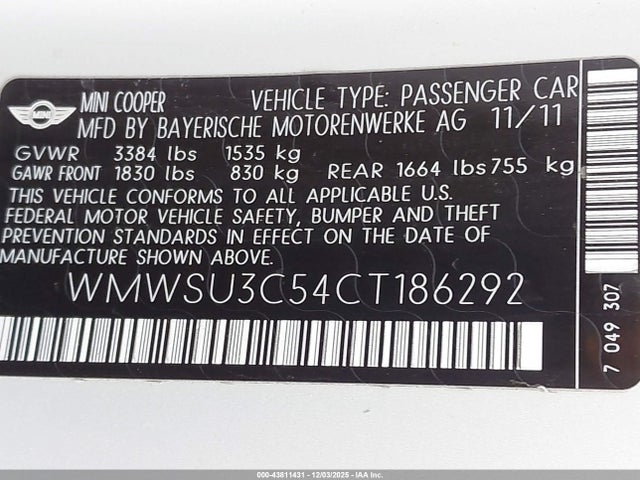 MINI
MINI COOPER VEHICLE TYPE: PASSENGER CAR
MFD BY BAYERISCHE MOTORENWERKE AG 11/11
GVWR 3384 lbs 1535 kg
GAWR FRONT 1830 lbs 830 kg REAR 1664 lbs 755 kg
THIS VEHICLE CONFORMS TO ALL APPLICABLE U.S.
FEDERAL MOTOR VEHICLE SAFETY, BUMPER AND THEFT
PREVENTION STANDARDS IN EFFECT ON THE DATE OF
MANUFACTURE SHOWN ABOVE.
WMWSU3C54CT186292
7 049 307
000-43811431 - 12/03/2025 - IAA Inc.